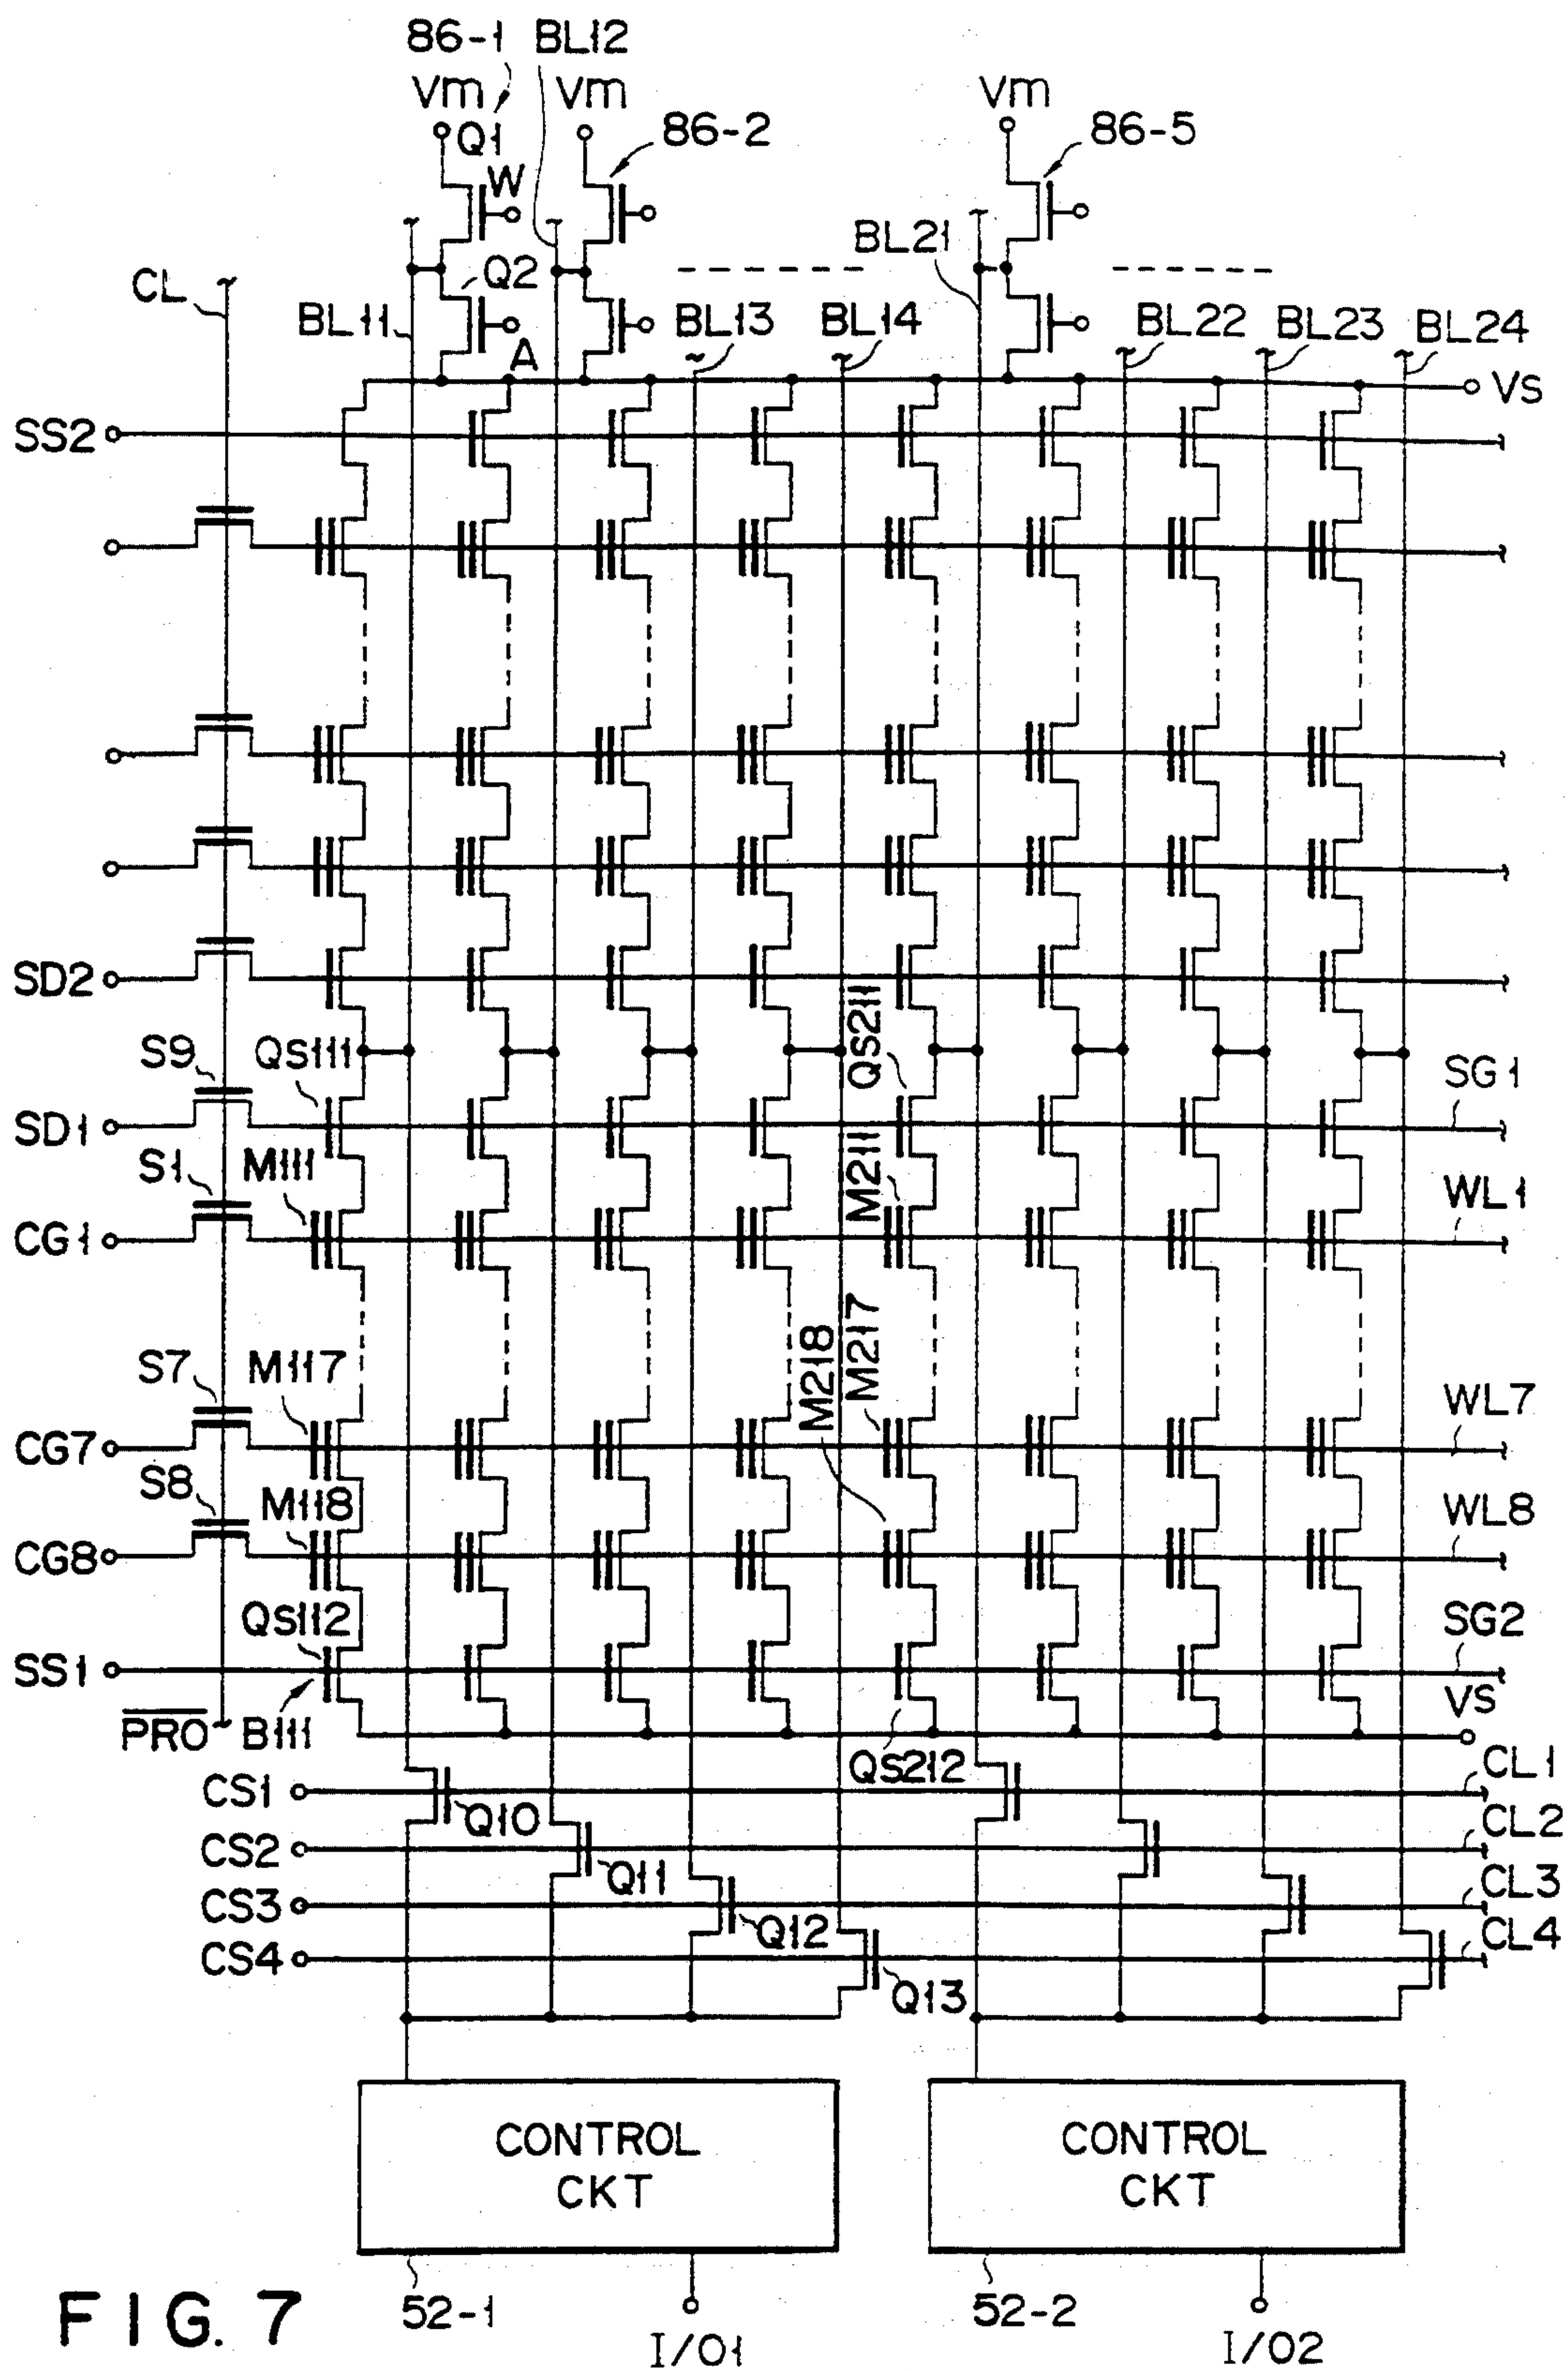 86-1 BL12
Vm Vm Vm
Q1 86-2 86-5
W
BL21
CL Q2
BL11 BL13 BL14 BL22 BL23 BL24
A
VS
SS2
SD2
QS211
S9 QS111
SG1
SD1
S1 M111 M211
WL1
CG1
M218 M217
S7 M117
WL7
CG7
S8 M118
WL8
CG8
QS112
SG2
SS1
VS
PRO B111
QS212
CL1
CS1
Q10
CL2
CS2
Q11
CL3
CS3
Q12
CL4
CS4
Q13
CONTROL CONTROL
CKT CKT
52-1 52-2
FIG. 7
I/O1 I/O2